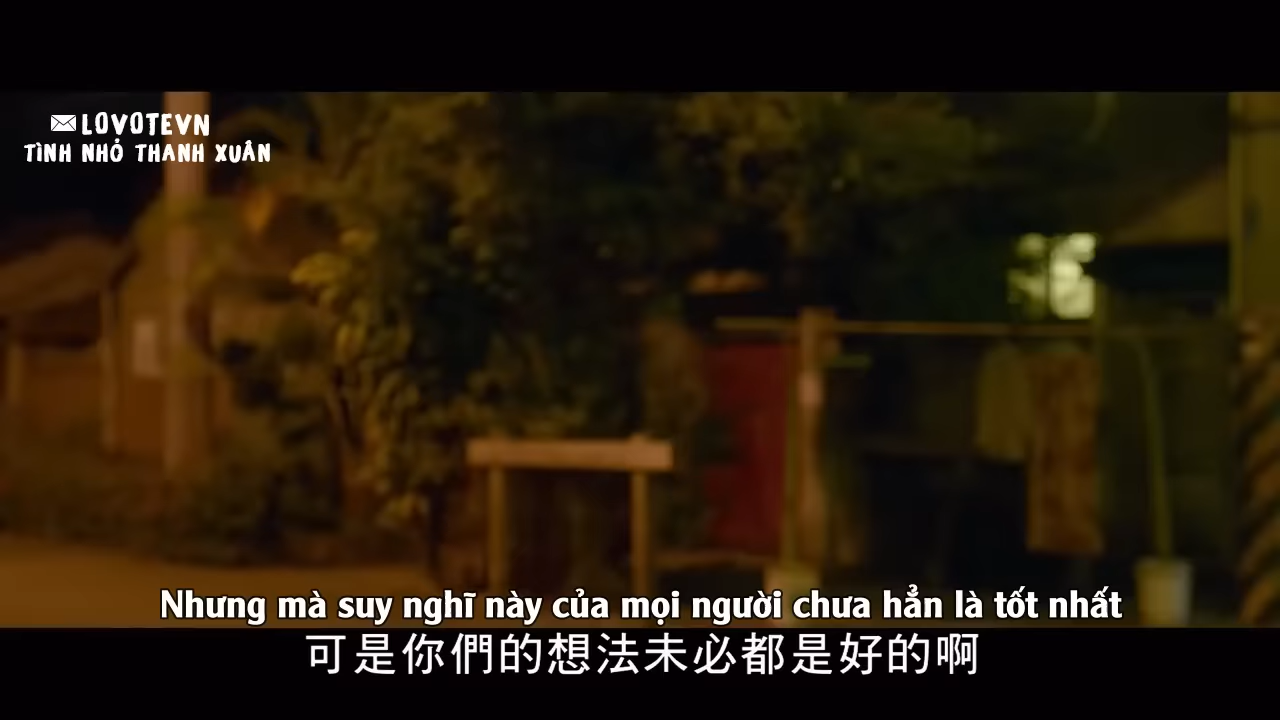 LOVOTEVN
TÌNH NHỎ THANH XUÂN
Nhưng mà suy nghĩ này của mọi người chưa hẳn là tốt nhất
可是你們的想法未必都是好的啊